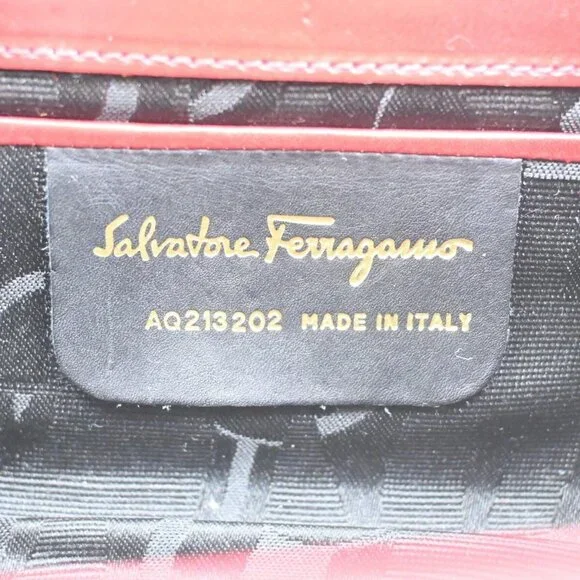 Salvatore Ferragamo
AQ213202 MADE IN ITALY